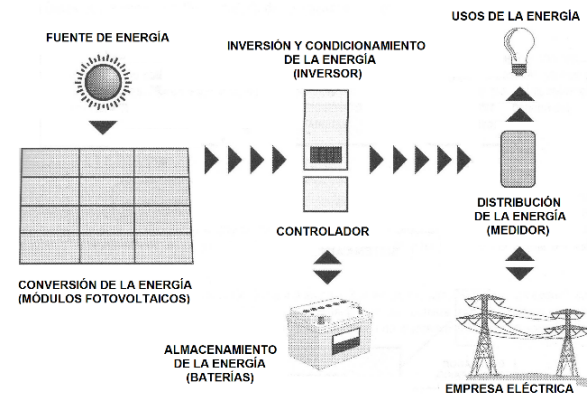 USOS DE LA ENERGÍA
FUENTE DE ENERGÍA
INVERSIÓN Y CONDICIONAMIENTO
DE LA ENERGÍA
(INVERSOR)
CONTROLADOR
DISTRIBUCIÓN
DE LA ENERGÍA
(MEDIDOR)
CONVERSIÓN DE LA ENERGÍA
(MÓDULOS FOTOVOLTAICOS)
ALMACENAMIENTO
DE LA ENERGÍA
(BATERÍAS)
EMPRESA ELÉCTRICA